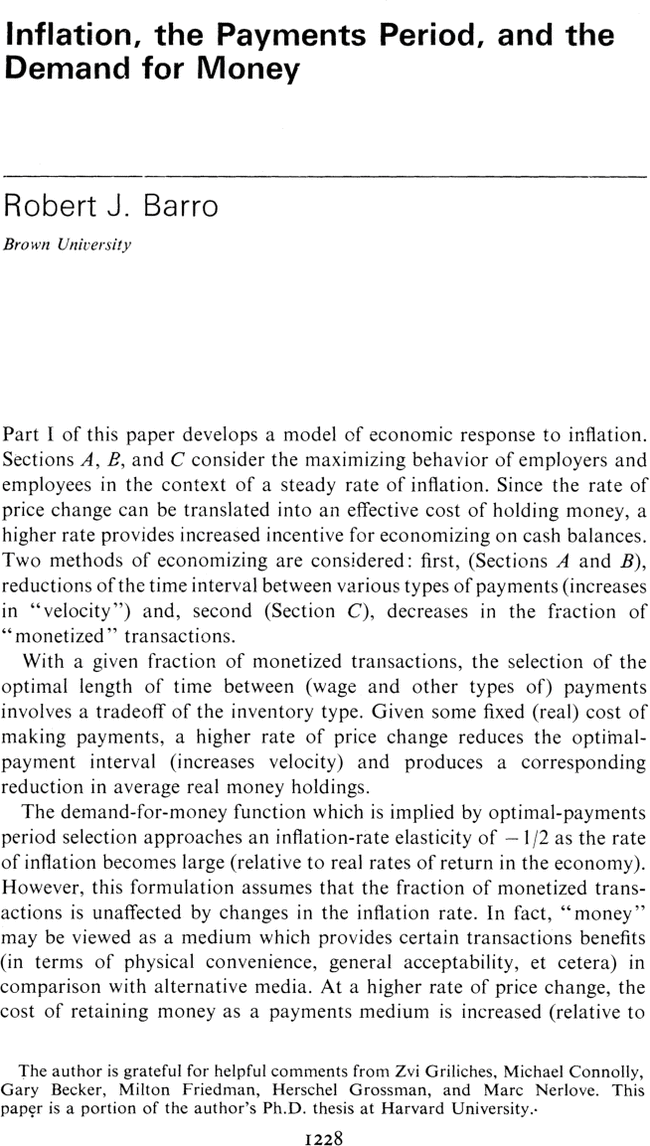 Inflation, the Payments Period, and the
Demand for Money
Robert J. Barro
Brown University
Part I of this paper develops a model of economic response to inflation.
Sections A, B, and C consider the maximizing behavior of employers and
employees in the context of a steady rate of inflation. Since the rate of
price change can be translated into an effective cost of holding money, a
higher rate provides increased incentive for economizing on cash balances.
Two methods of economizing are considered: first, (Sections A and B),
reductions of the time interval between various types of payments (increases
in “velocity”) and, second (Section C), decreases in the fraction of
“monetized” transactions.
With a given fraction of monetized transactions, the selection of the
optimal length of time between (wage and other types of) payments
involves a tradeoff of the inventory type. Given some fixed (real) cost of
making payments, a higher rate of price change reduces the optimal-
payment interval (increases velocity) and produces a corresponding
reduction in average real money holdings.
The demand-for-money function which is implied by optimal-payments
period selection approaches an inflation-rate elasticity of −1/2 as the rate
of inflation becomes large (relative to real rates of return in the economy).
However, this formulation assumes that the fraction of monetized trans-
actions is unaffected by changes in the inflation rate. In fact, “money”
may be viewed as a medium which provides certain transactions benefits
(in terms of physical convenience, general acceptability, et cetera) in
comparison with alternative media. At a higher rate of price change, the
cost of retaining money as a payments medium is increased (relative to
The author is grateful for helpful comments from Zvi Griliches, Michael Connolly,
Gary Becker, Milton Friedman, Herschel Grossman, and Marc Nerlove. This
paper is a portion of the author's Ph.D. thesis at Harvard University.
1228